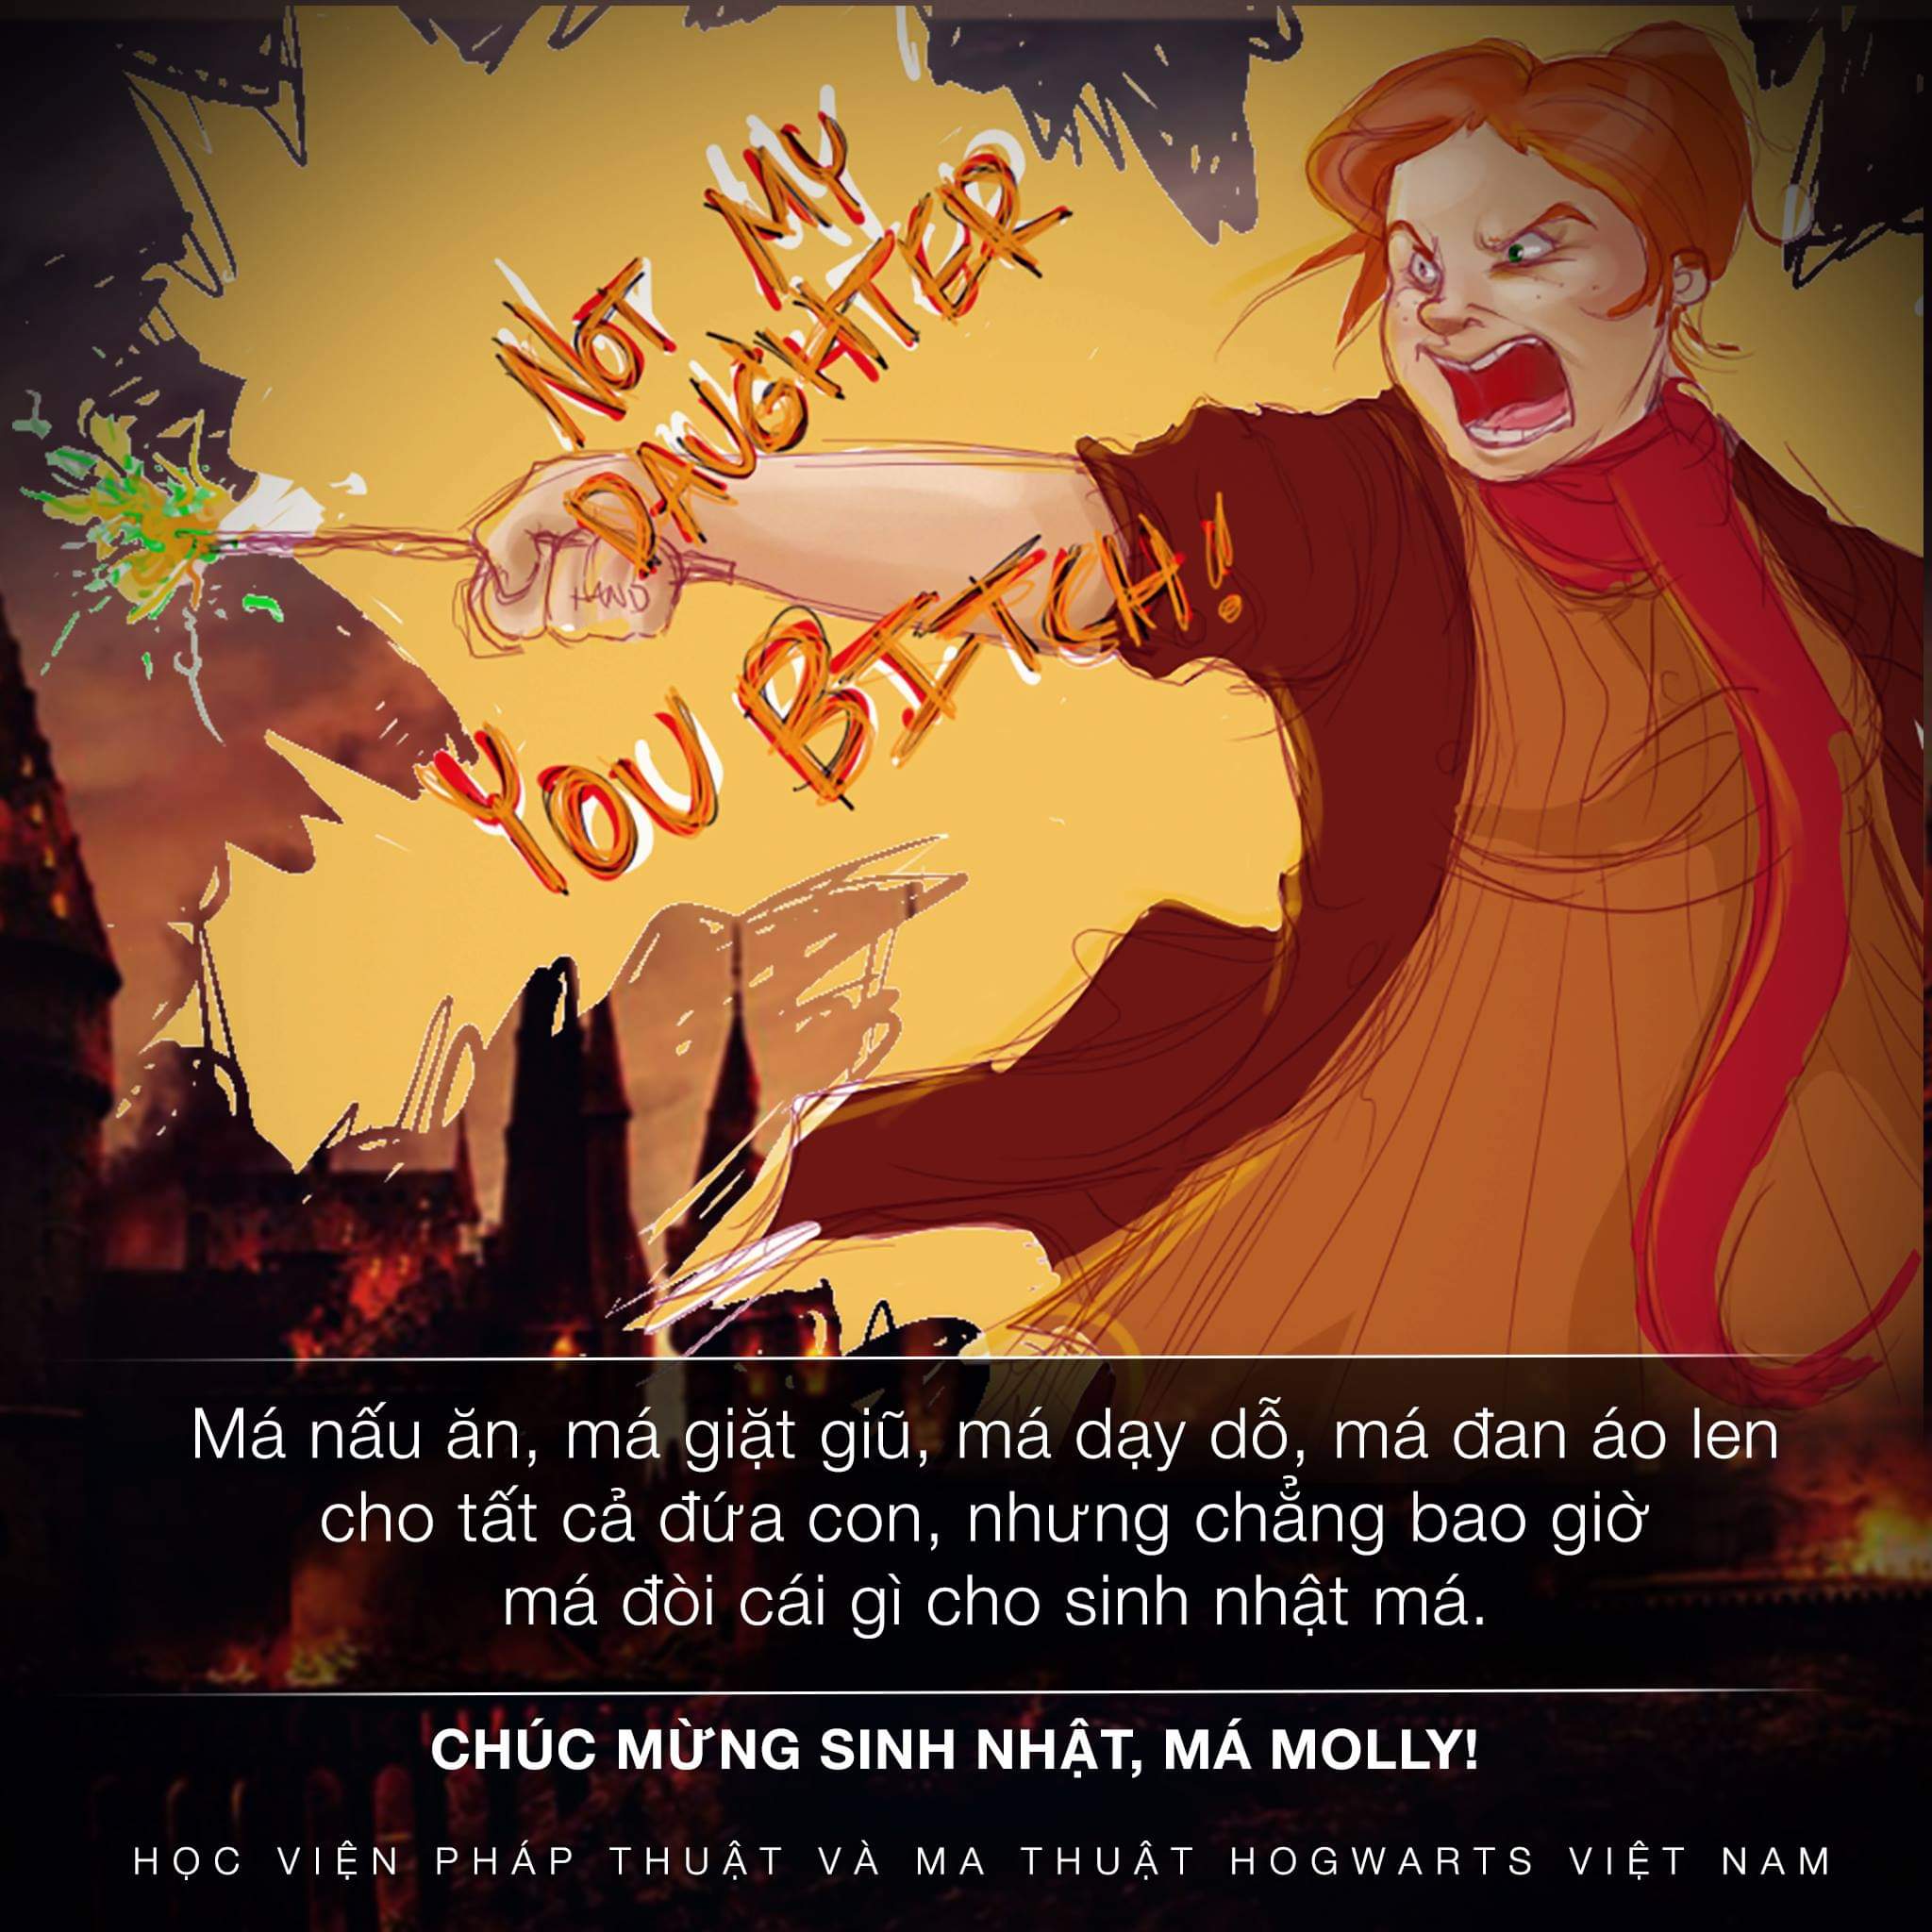 NOT MY
DAUGHTER
YOU BITCH!
HAND
Má nấu ăn, má giặt giũ, má dạy dỗ, má đan áo len
cho tất cả đứa con, nhưng chẳng bao giờ
má đòi cái gì cho sinh nhật má.
CHÚC MỪNG SINH NHẬT, MÁ MOLLY!
HỌC VIỆN PHÁP THUẬT VÀ MA THUẬT HOGWARTS VIỆT NAM